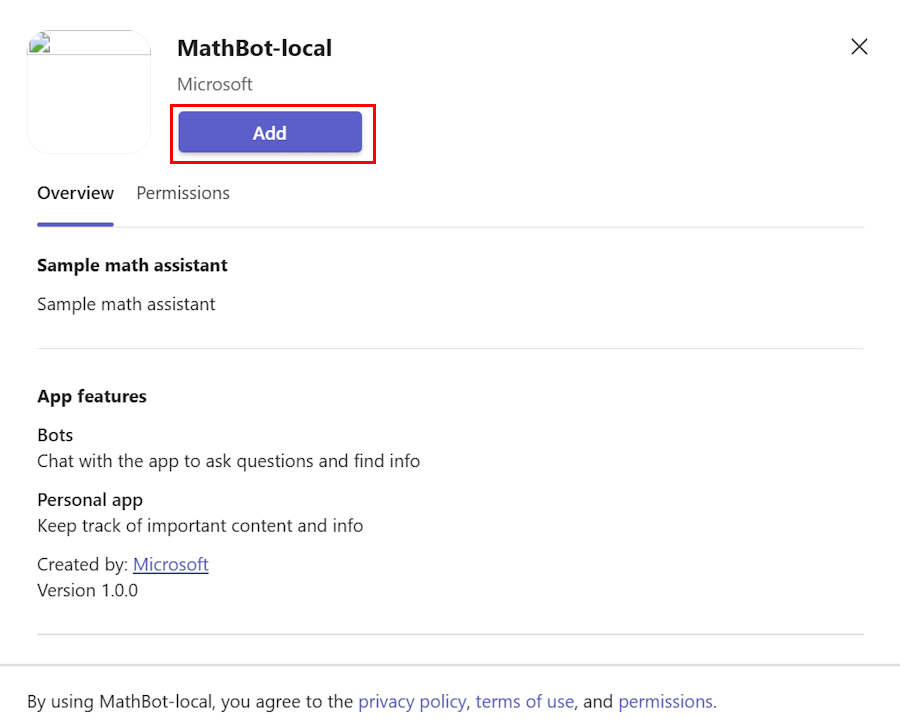 MathBot-local
Microsoft
Add
Overview Permissions
Sample math assistant
Sample math assistant
App features
Bots
Chat with the app to ask questions and find info
Personal app
Keep track of important content and info
Created by: Microsoft
Version 1.0.0
By using MathBot-local, you agree to the privacy policy, terms of use, and permissions.